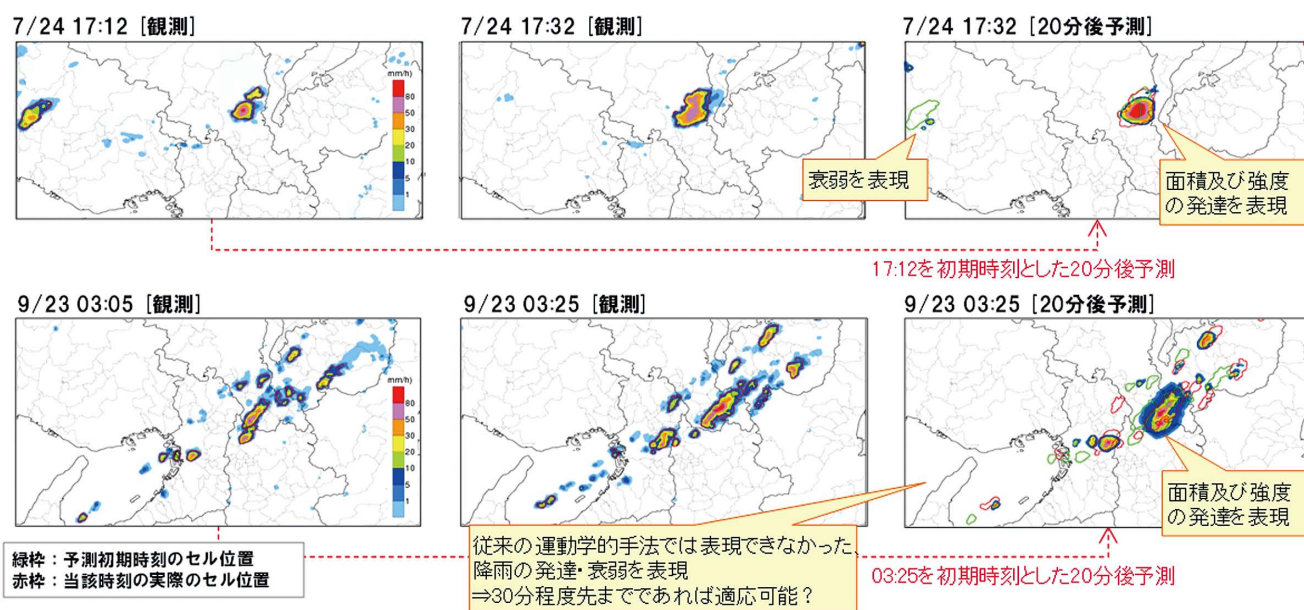 7/24 17:12 [観測]
7/24 17:32 [観測]
7/24 17:32 [20分後予測]
mm/h)
80
50
30
20
10
5
1
衰弱を表現
面積及び強度
の発達を表現
17:12を初期時刻とした20分後予測
9/23 03:05 [観測]
9/23 03:25 [観測]
9/23 03:25 [20分後予測]
mm/h)
80
50
30
20
10
5
1
面積及び強度
の発達を表現
緑枠：予測初期時刻のセル位置
赤枠：当該時刻の実際のセル位置
従来の運動学的手法では表現できなかった、
降雨の発達・衰弱を表現
⇒30分程度先までであれば適応可能？
03:25を初期時刻とした20分後予測